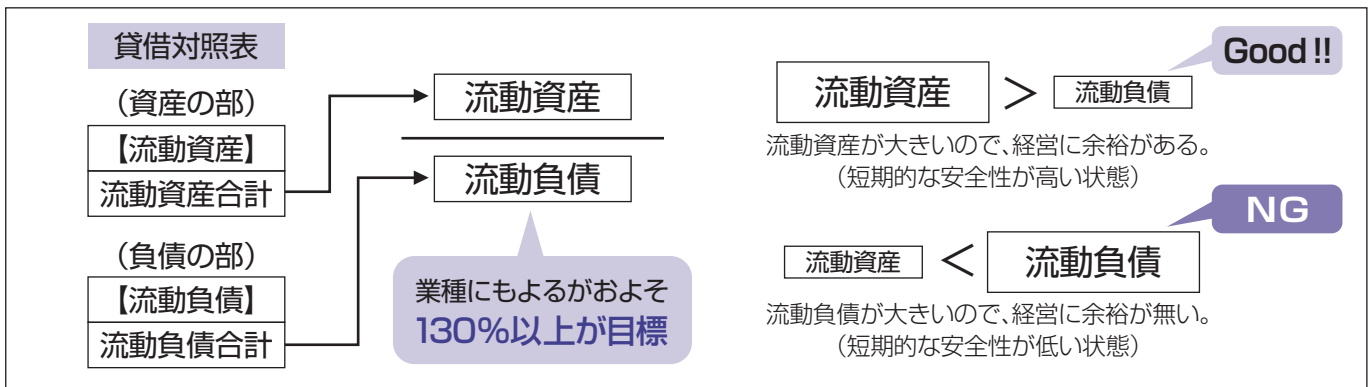 貸借対照表
（資産の部）
【流動資産】
流動資産合計
（負債の部）
【流動負債】
流動負債合計
流動資産
流動負債
業種にもよるがおよそ
130%以上が目標
Good !!
流動資産 ＞ 流動負債
流動資産が大きいので、経営に余裕がある。
（短期的な安全性が高い状態）
NG
流動資産 ＜ 流動負債
流動負債が大きいので、経営に余裕が無い。
（短期的な安全性が低い状態）